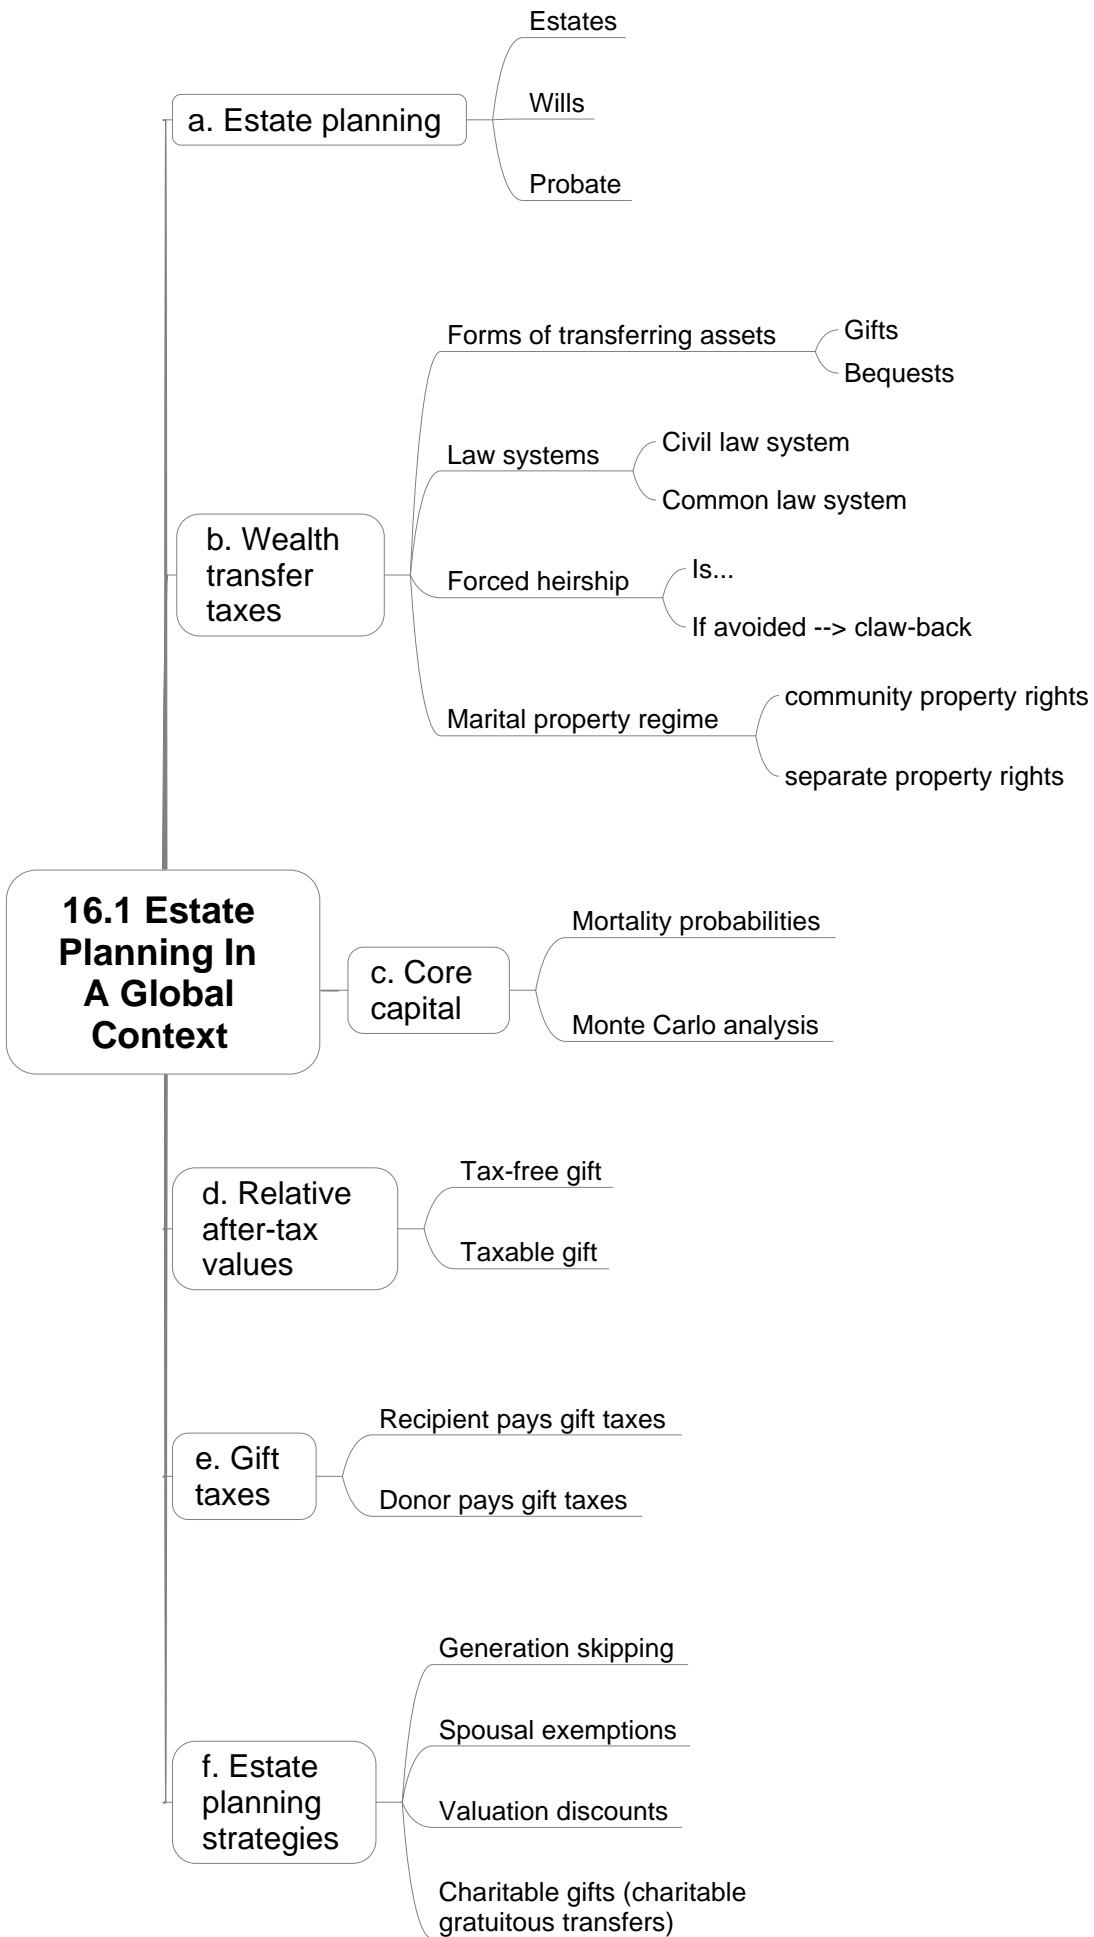 Estates
a. Estate planning
Wills
Probate
Forms of transferring assets
Gifts
Bequests
Law systems
Civil law system
Common law system
b. Wealth
transfer
taxes
Forced heirship
Is...
If avoided --> claw-back
Marital property regime
community property rights
separate property rights
16.1 Estate
Planning In
A Global
Context
c. Core
capital
Mortality probabilities
Monte Carlo analysis
d. Relative
after-tax
values
Tax-free gift
Taxable gift
e. Gift
taxes
Recipient pays gift taxes
Donor pays gift taxes
f. Estate
planning
strategies
Generation skipping
Spousal exemptions
Valuation discounts
Charitable gifts (charitable
gratuitous transfers)